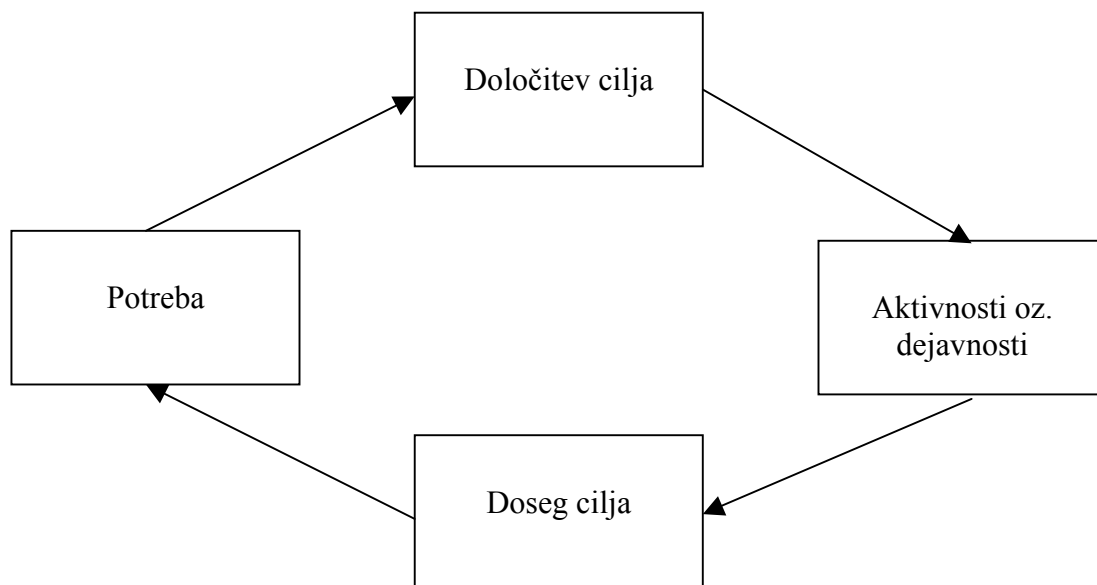 Določitev cilja
Potreba
Aktivnosti oz.
dejavnosti
Doseg cilja